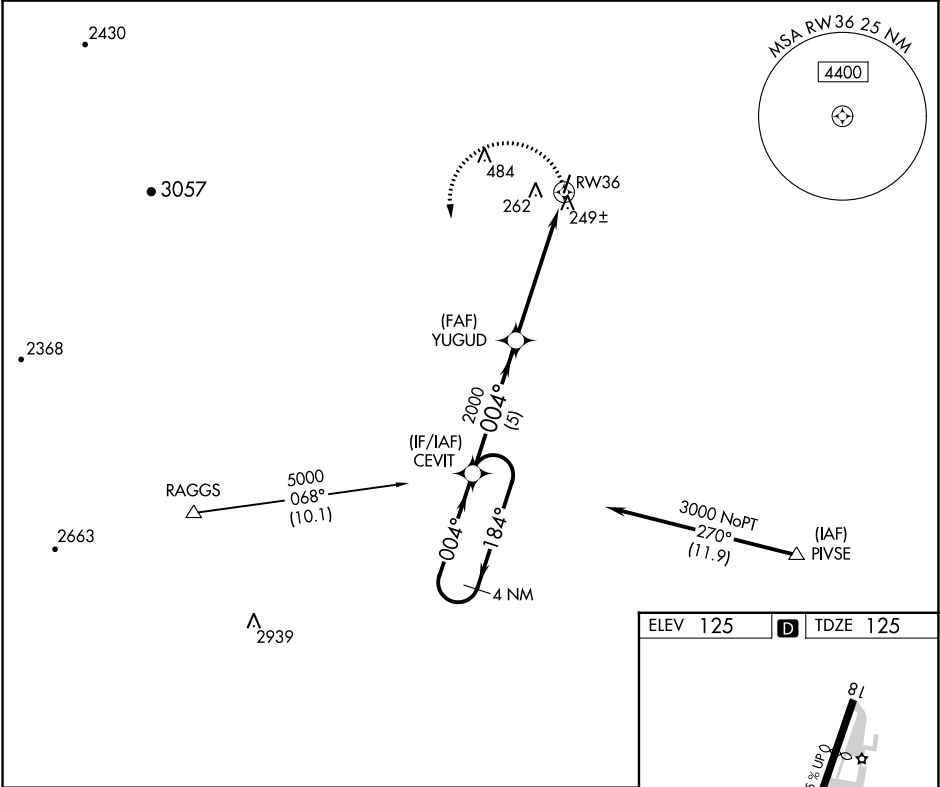 2430
MSA RW36 25 NM
4400
3057
484
262
RW36
249±
(FAF)
YUGUD
2368
2000
004°
(5)
(IF/IAF)
CEVIT
RAGGS
5000
068°
(10.1)
3000 NoPT
270°
(11.9)
(IAF)
PIVSE
004°
184°
2663
4 NM
2939
ELEV 125
D
TDZE 125
18
% UP